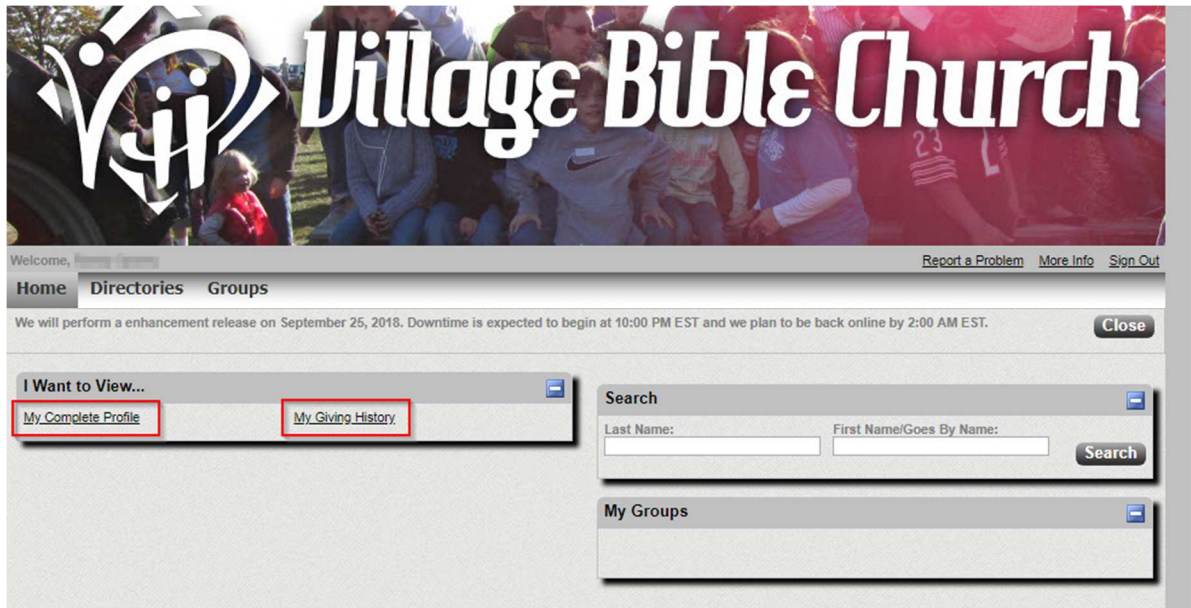 Village Bible Church
Welcome,
Report a Problem More Info Sign Out
Home Directories Groups
We will perform a enhancement release on September 25, 2018. Downtime is expected to begin at 10:00 PM EST and we plan to be back online by 2:00 AM EST.
Close
I Want to View...
My Complete Profile My Giving History
Search
Last Name: First Name/Goes By Name:
Search
My Groups